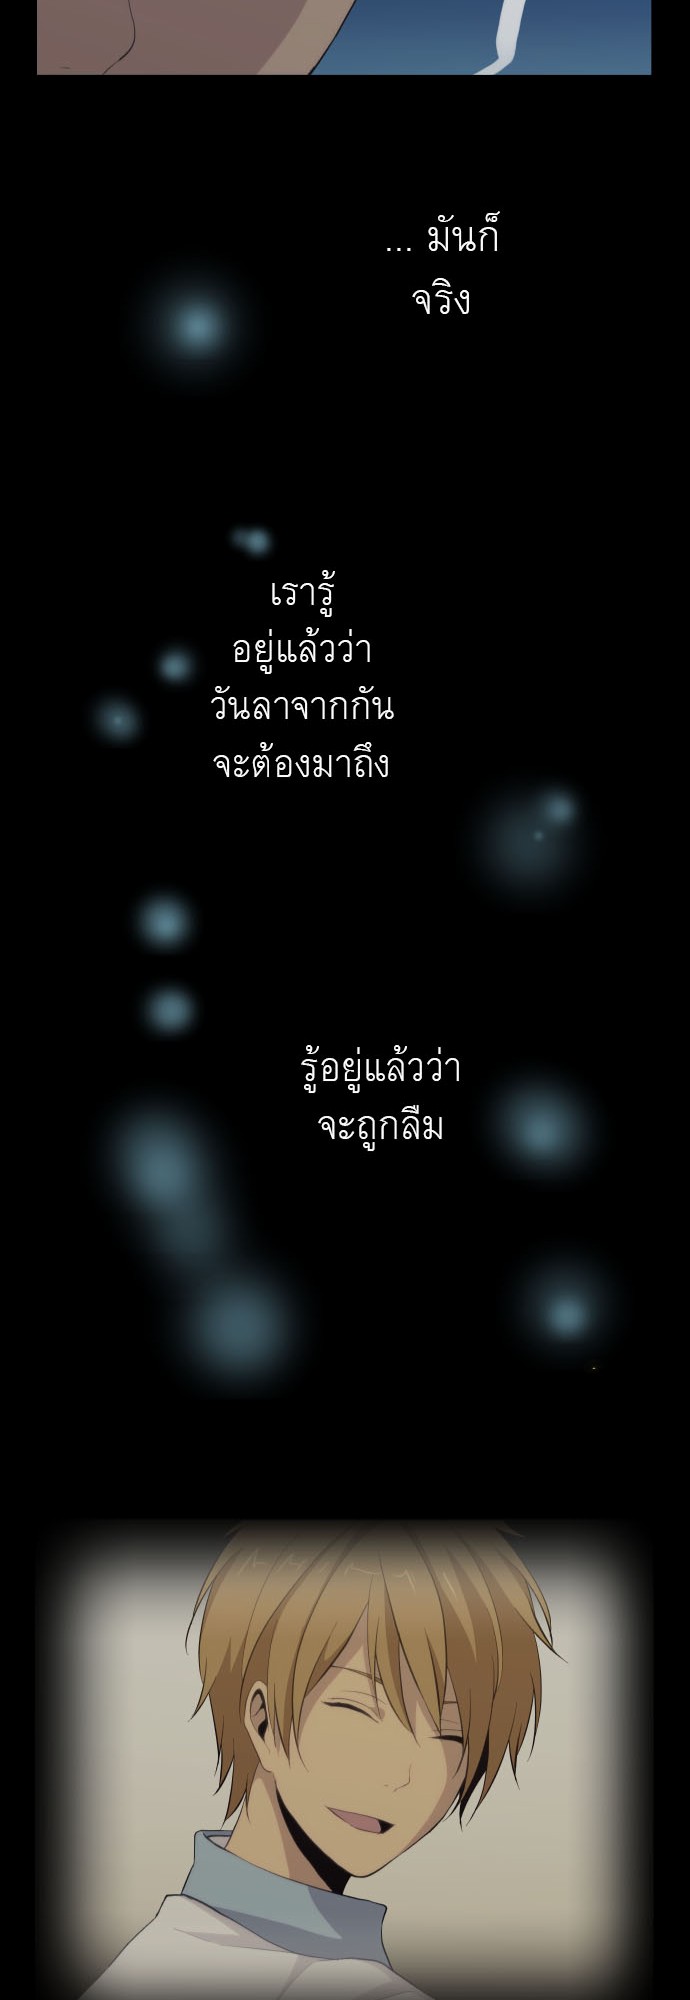 ... มันก็
จริง
เรารู้
อยู่แล้วว่า
วันลาจากกัน
จะต้องมาถึง
รู้อยู่แล้วว่า
จะถูกลืม